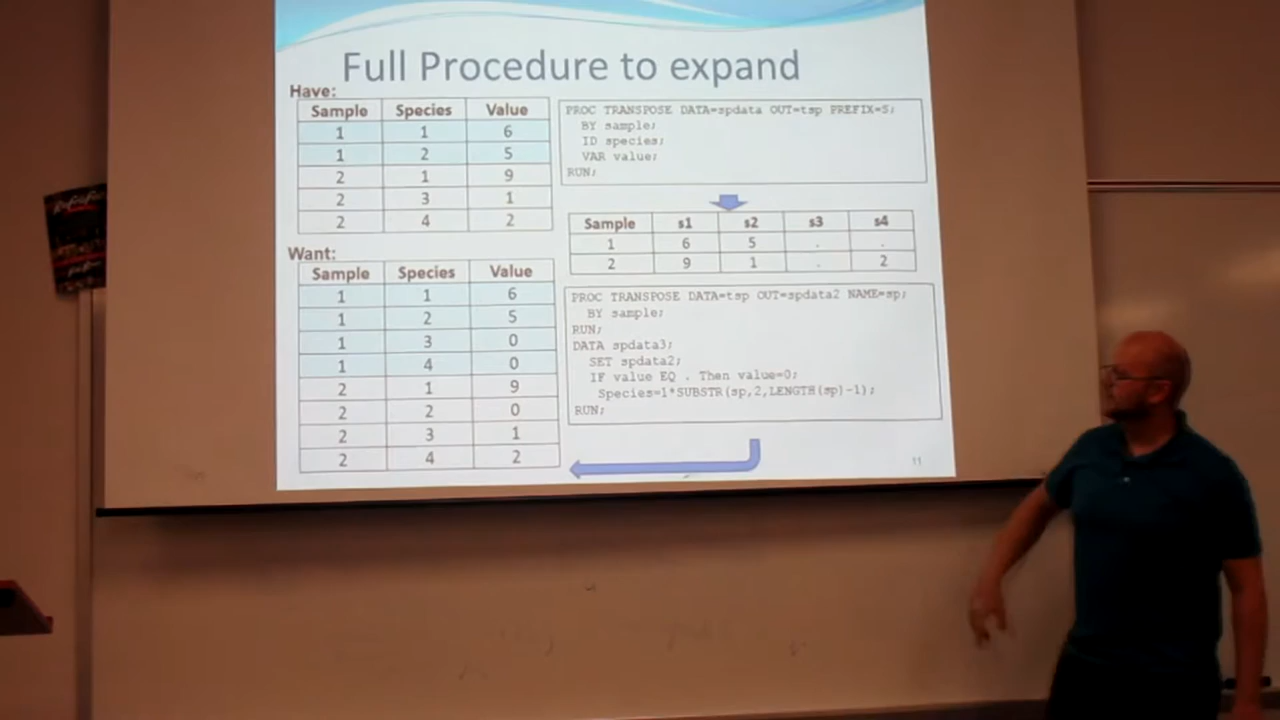 Full Procedure to expand
Have:
Sample Species Value
1 1 6
1 2 5
2 1 9
2 3 1
2 4 2
PROC TRANSPOSE DATA=spdata OUT=tsp PREFIX=S;
BY sample;
ID species;
VAR value;
RUN;
Sample s1 s2 s3 s4
1 6 5 . .
2 9 1 . 2
Want:
Sample Species Value
1 1 6
1 2 5
1 3 0
1 4 0
2 1 9
2 2 0
2 3 1
2 4 2
PROC TRANSPOSE DATA=tsp OUT=spdata2 NAME=sp;
BY sample;
RUN;
DATA spdata3;
SET spdata2;
IF value EQ . Then value=0;
Species=1*SUBSTR(sp,2,LENGTH(sp)-1);
RUN;
11